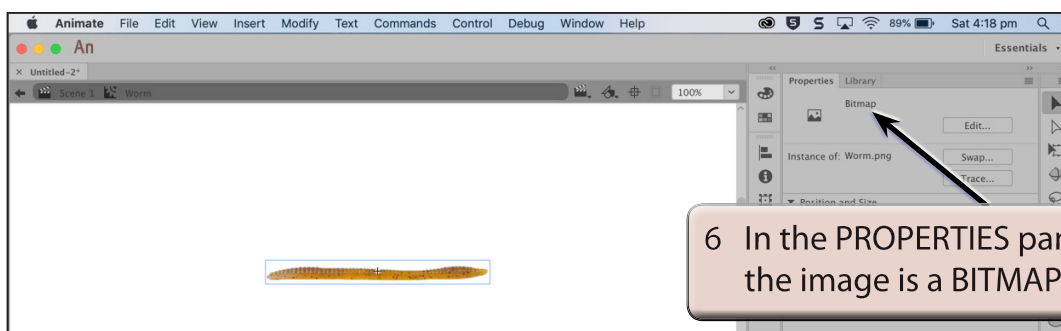 Animate File Edit View Insert Modify Text Commands Control Debug Window Help 89% Sat 4:18 pm
An Essentials
× Untitled-2*
Properties Library
Scene 1 Worm 100%
Bitmap
Edit...
Instance of: Worm.png Swap...
Trace...
Position and Size
6 In the PROPERTIES
the image is a BITMAP